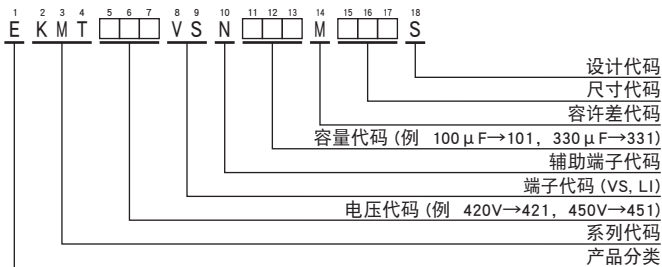 1 2 3 4 5 6 7 8 9 10 11 12 13 14 15 16 17 18
E K M T □□□ V S N □□□ M □□□ S
设计代码
尺寸代码
容许差代码
容量代码 (例 100μF→101, 330μF→331)
辅助端子代码
端子代码 (VS, LI)
电压代码 (例 420V→421, 450V→451)
系列代码
产品分类